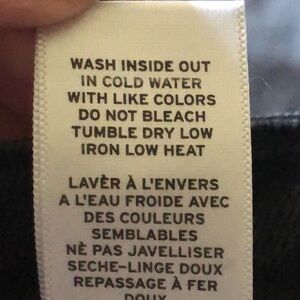 WASH INSIDE OUT
IN COLD WATER
WITH LIKE COLORS
DO NOT BLEACH
TUMBLE DRY LOW
IRON LOW HEAT
LAVÈR À L'ENVERS
A L'EAU FROIDE AVEC
DES COULEURS
SEMBLABLES
NÈ PAS JAVELLISER
SECHE-LINGE DOUX
REPASSAGE À FER
DOUX